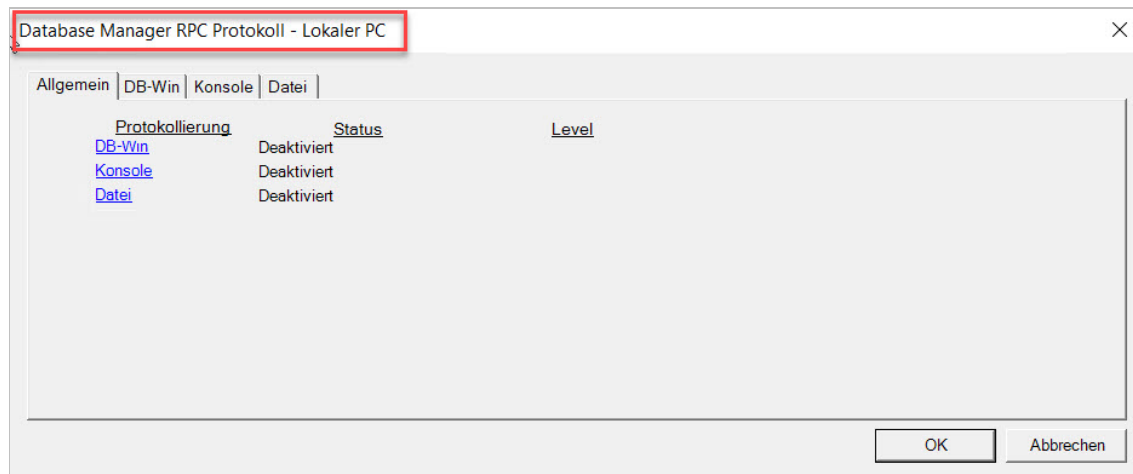 Database Manager RPC Protokoll - Lokaler PC
Allgemein DB-Win Konsole Datei
Protokollierung Status Level
DB-Win Deaktiviert
Konsole Deaktiviert
Datei Deaktiviert
OK Abbrechen